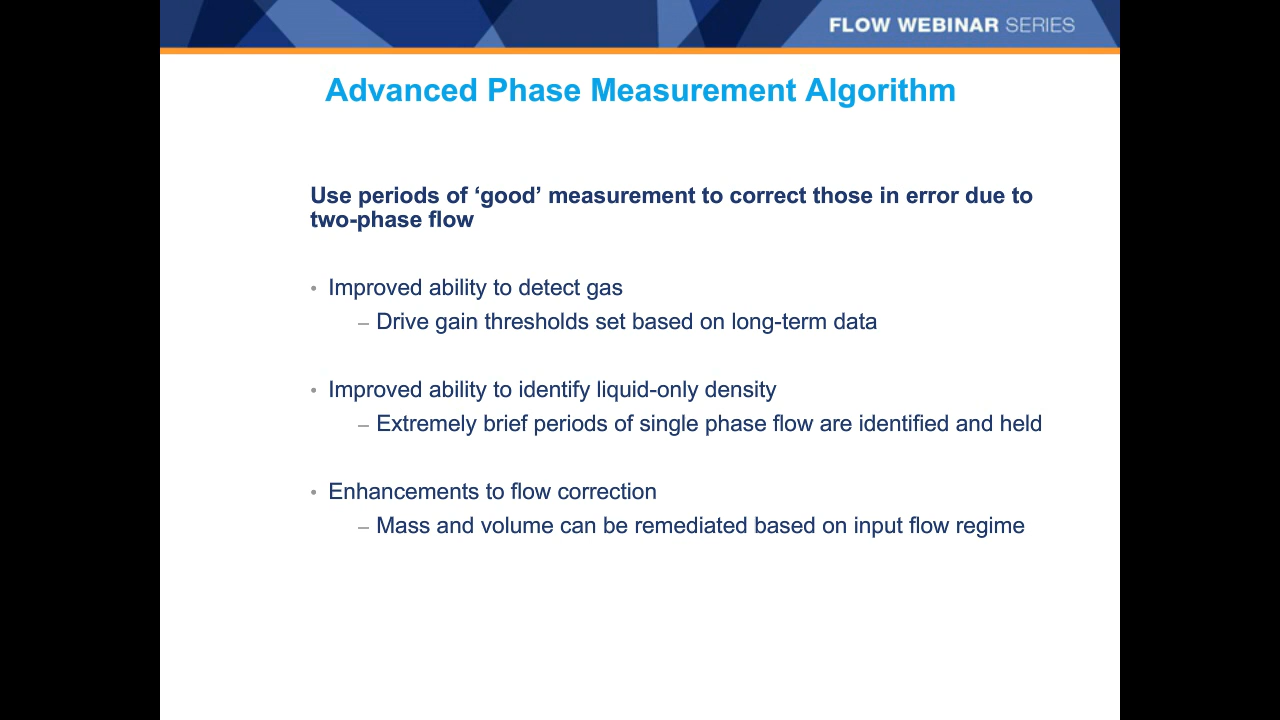 FLOW WEBINAR SERIES
Advanced Phase Measurement Algorithm
Use periods of ‘good’ measurement to correct those in error due to
two-phase flow
• Improved ability to detect gas
– Drive gain thresholds set based on long-term data
• Improved ability to identify liquid-only density
– Extremely brief periods of single phase flow are identified and held
• Enhancements to flow correction
– Mass and volume can be remediated based on input flow regime